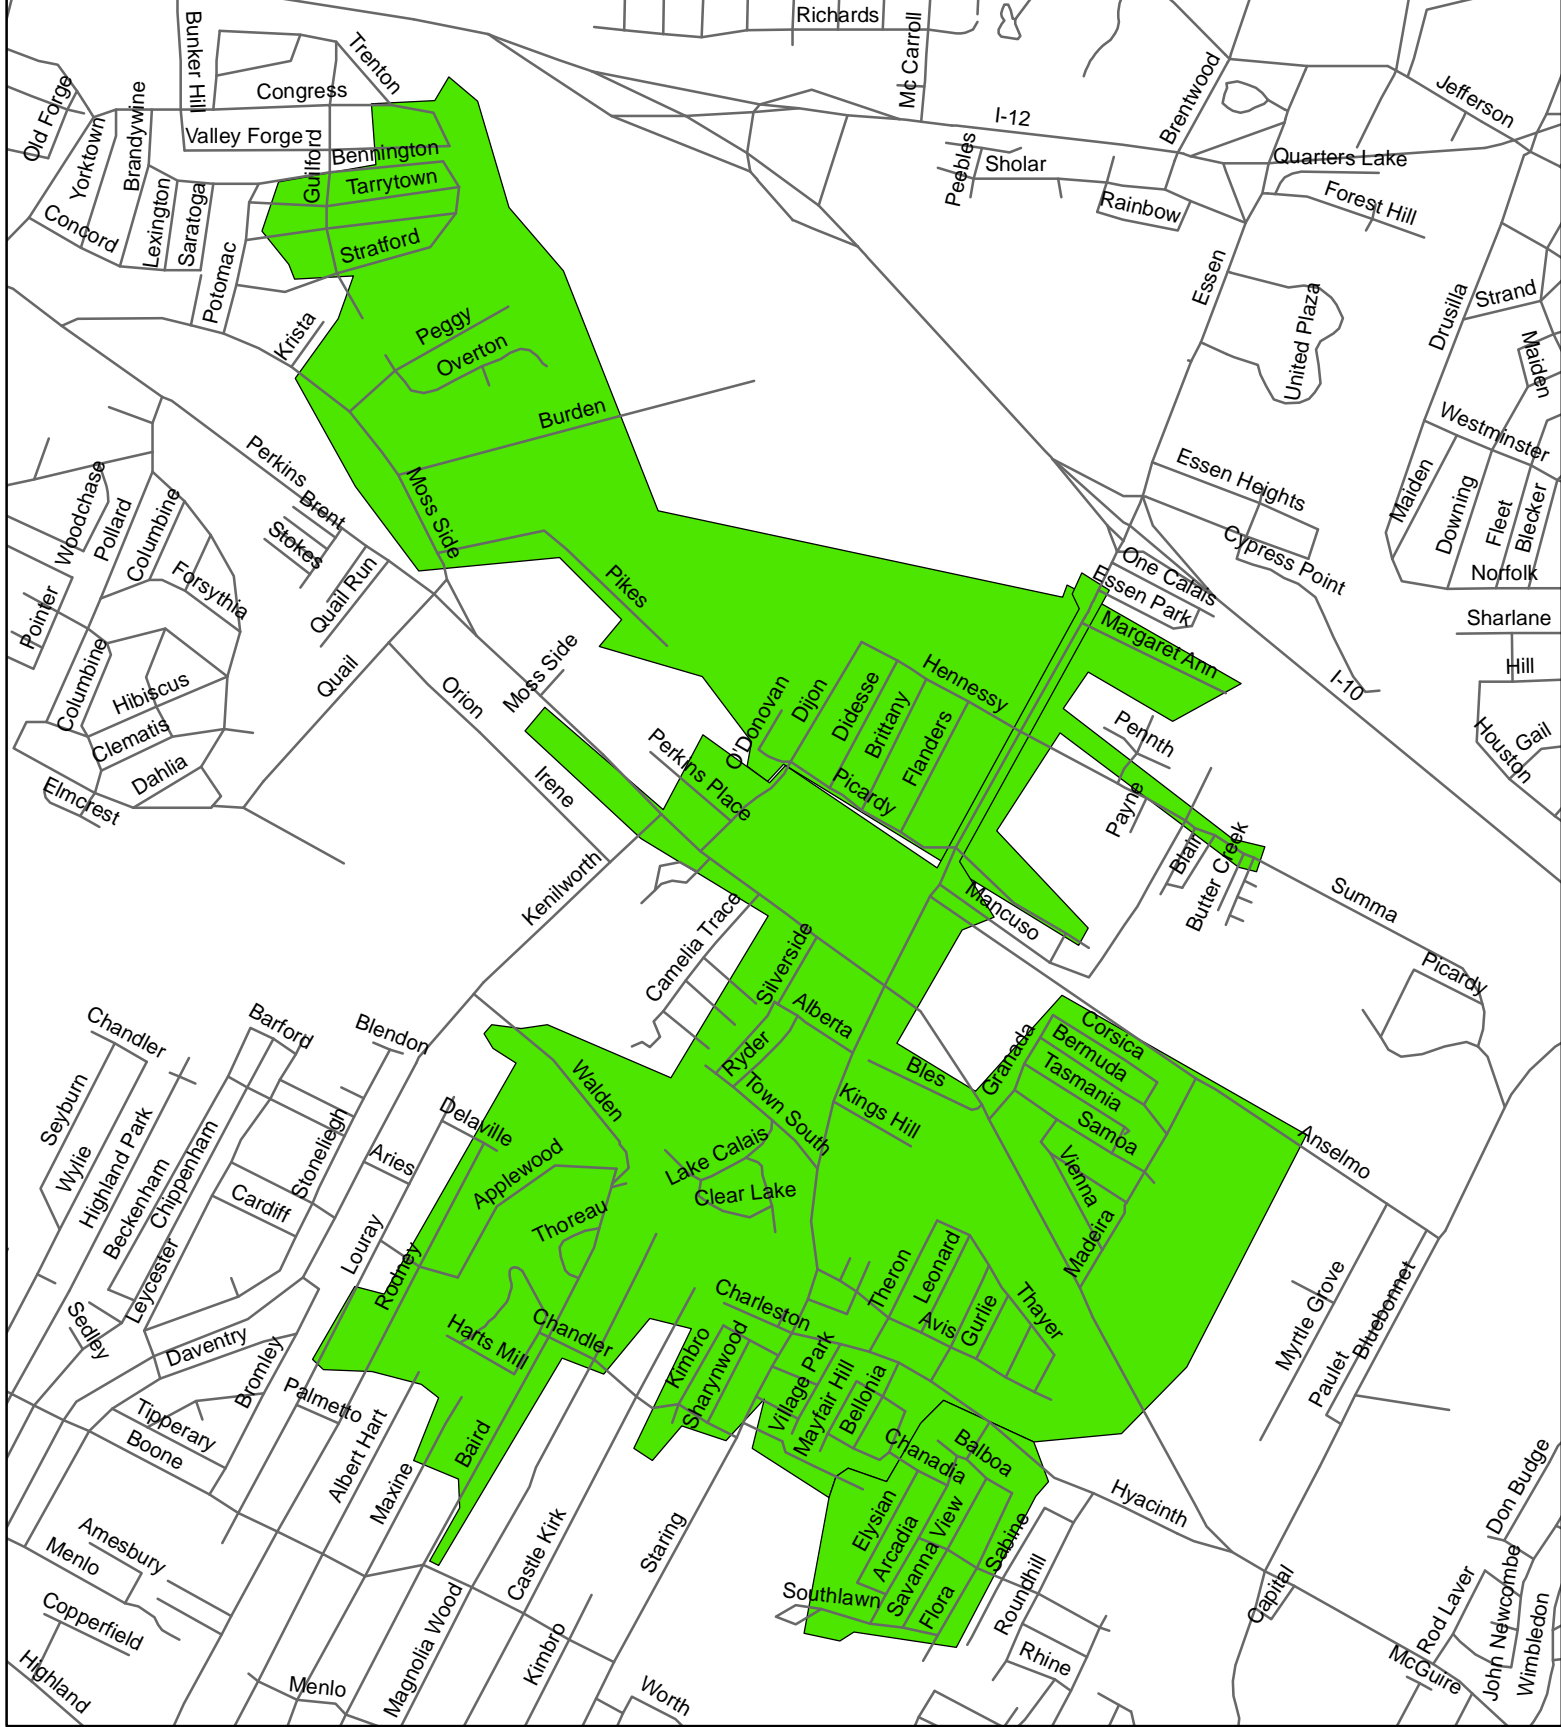 Richards
Bunker Hill
Trenton
Mc Carroll
Brentwood
Jefferson
Old Forge
Congress
Brandywine
I-12
Valley Forge
Guilford
Bennington
Yorktown
Peebles
Sholar
Quarters Lake
Tarrytown
Rainbow
Forest Hill
Concord
Lexington
Saratoga
Stratford
Potomac
Essen
United Plaza
Drusilla
Strand
Krista
Peggy
Overton
Maiden
Burden
Westminster
Perkins
Moss Side
Essen Heights
Woodchase
Pollard
Columbine
Brent
Stokes
Maiden
Downing
Fleet
Blecker
Cypress Point
Forsythia
Quail Run
Pikes
One Calais
Essen Park
Norfolk
Pointer
Sharlane
Margaret Ann
Hill
Columbine
Hibiscus
Quail
Orion
Moss Side
O'Donovan
Dijon
Didesse
Brittany
Flanders
Hennessy
I-10
Clematis
Dahlia
Elmcrest
Irene
Perkins Place
Picardy
Pennth
Payne
Houston
Gail
Blair
Butter Creek
Kenilworth
Mancuso
Summa
Camelia Trace
Silverside
Picardy
Chandler
Barford
Blendon
Alberta
Ryder
Granada
Corsica
Bermuda
Tasmania
Bles
Walden
Town South
Kings Hill
Samoa
Anselmo
Seyburn
Wylie
Highland Park
Beckenham
Chippenham
Stoneliegh
Delaville
Aries
Applewood
Lake Calais
Clear Lake
Vienna
Cardiff
Thoreau
Madeira
Louray
Rodney
Leycester
Theron
Leonard
Gurlie
Thayer
Myrtle Grove
Bluebonnet
Sedley
Daventry
Harts Mill
Chandler
Charleston
Avis
Kimbro
Sharynwood
Village Park
Mayfair Hill
Bellonia
Paulet
Bromley
Palmetto
Tipperary
Boone
Albert Hart
Maxine
Baird
Chanadia
Balboa
Hyacinth
Don Budge
Elysian
Arcadia
Savanna View
Sabine
Amesbury
Menlo
Castle Kirk
Staring
Copperfield
Southlawn
Flora
Roundhill
Capital
Rod Laver
John Newcombe
Wimbledon
Magnolia Wood
Kimbro
Rhine
McGuire
Highland
Menlo
Worth